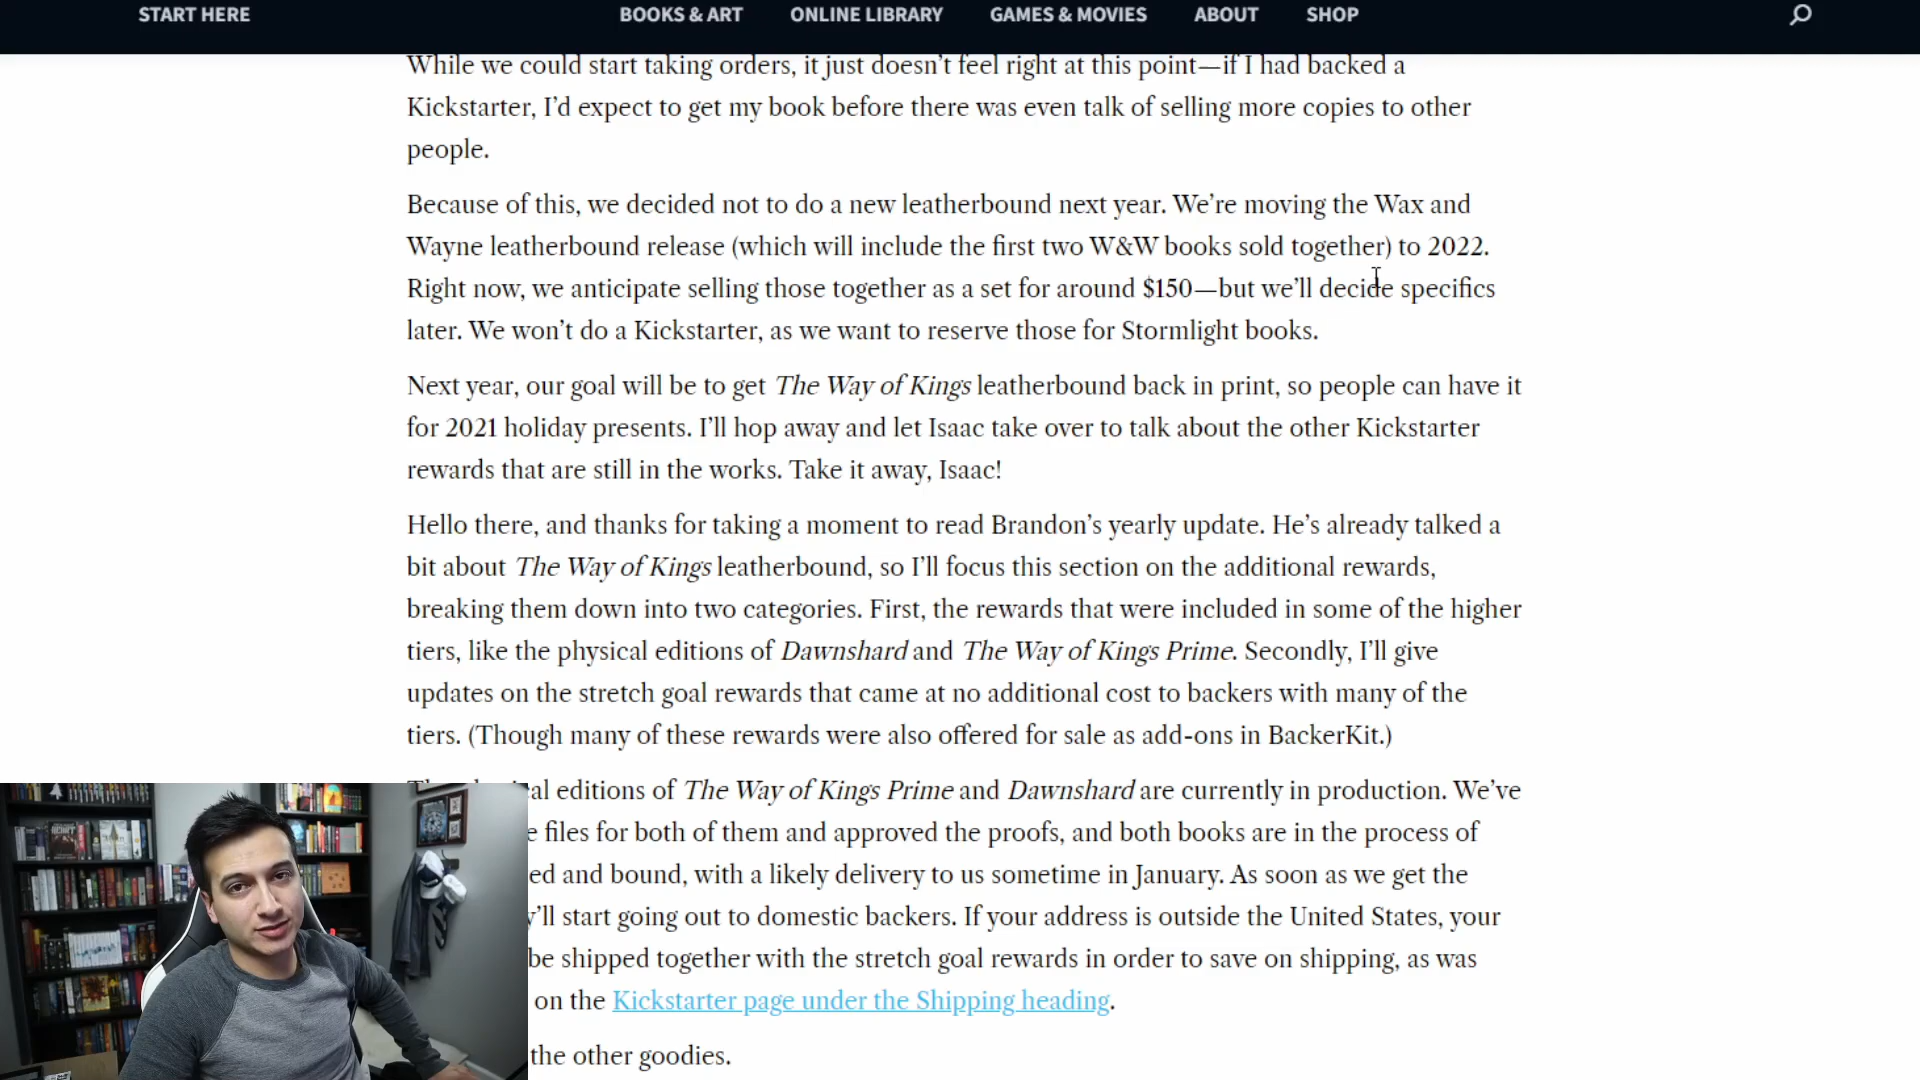 START HERE
BOOKS & ART
ONLINE LIBRARY
GAMES & MOVIES
ABOUT
SHOP
While we could start taking orders, it just doesn’t feel right at this point—if I had backed a
Kickstarter, I’d expect to get my book before there was even talk of selling more copies to other
people.
Because of this, we decided not to do a new leatherbound next year. We’re moving the Wax and
Wayne leatherbound release (which will include the first two W&W books sold together) to 2022.
Right now, we anticipate selling those together as a set for around $150—but we’ll decide specifics
later. We won’t do a Kickstarter, as we want to reserve those for Stormlight books.
Next year, our goal will be to get The Way of Kings leatherbound back in print, so people can have it
for 2021 holiday presents. I’ll hop away and let Isaac take over to talk about the other Kickstarter
rewards that are still in the works. Take it away, Isaac!
Hello there, and thanks for taking a moment to read Brandon’s yearly update. He’s already talked a
bit about The Way of Kings leatherbound, so I’ll focus this section on the additional rewards,
breaking them down into two categories. First, the rewards that were included in some of the higher
tiers, like the physical editions of Dawnshard and The Way of Kings Prime. Secondly, I’ll give
updates on the stretch goal rewards that came at no additional cost to backers with many of the
tiers. (Though many of these rewards were also offered for sale as add-ons in BackerKit.)
al editions of The Way of Kings Prime and Dawnshard are currently in production. We’ve
e files for both of them and approved the proofs, and both books are in the process of
ed and bound, with a likely delivery to us sometime in January. As soon as we get the
’ll start going out to domestic backers. If your address is outside the United States, your
be shipped together with the stretch goal rewards in order to save on shipping, as was
on the Kickstarter page under the Shipping heading.
the other goodies.